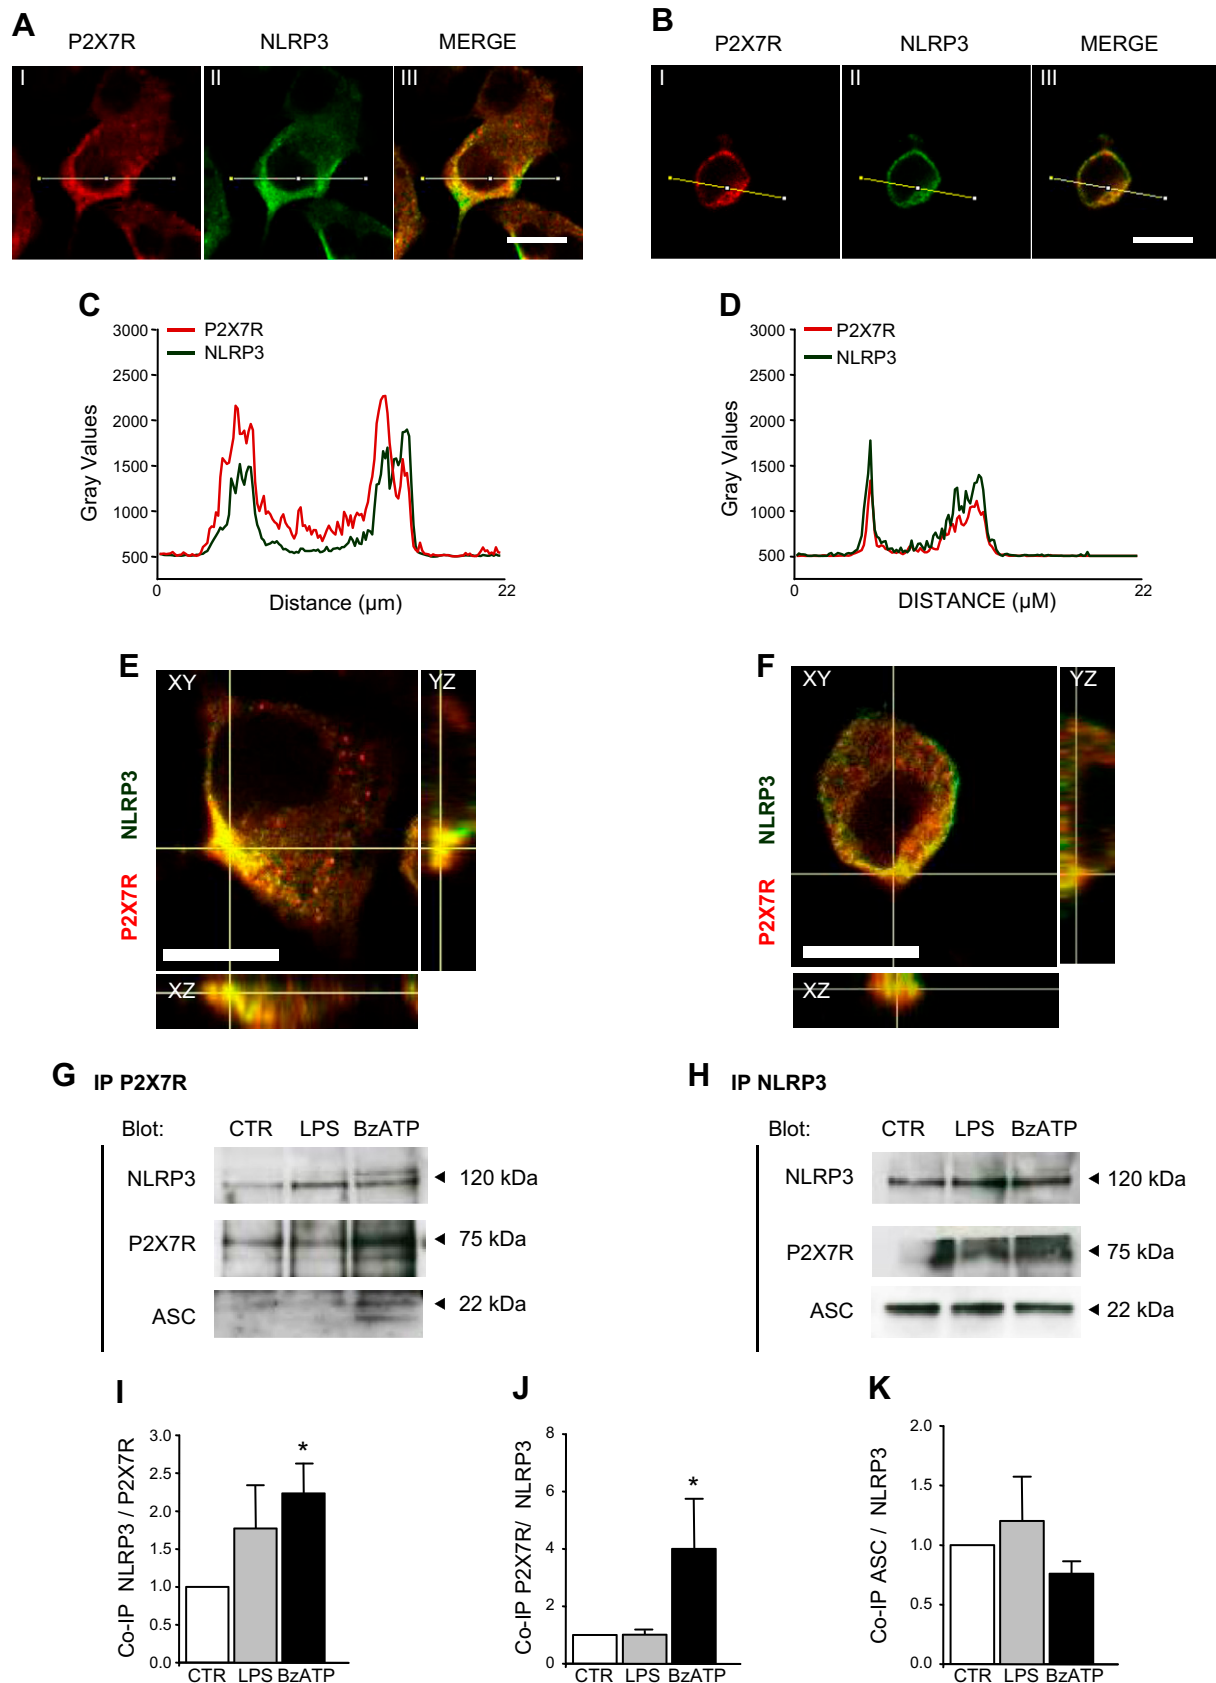 A
P2X7R NLRP3 MERGE
I II III
B
P2X7R NLRP3 MERGE
I II III
C
P2X7R
NLRP3
3000
2500
2000
1500
1000
500
Gray Values
0 22
Distance (µm)
D
P2X7R
NLRP3
3000
2500
2000
1500
1000
500
Gray Values
0 22
DISTANCE (µM)
E
P2X7R NLRP3
XY
YZ
XZ
F
P2X7R NLRP3
XY
YZ
XZ
G IP P2X7R
Blot: CTR LPS BzATP
NLRP3 120 kDa
P2X7R 75 kDa
ASC 22 kDa
H IP NLRP3
Blot: CTR LPS BzATP
NLRP3 120 kDa
P2X7R 75 kDa
ASC 22 kDa
I
Co-IP NLRP3 / P2X7R
3.0
2.5
2.0
1.5
1.0
0.5
0.0
*
CTR LPS BzATP
J
Co-IP P2X7R/ NLRP3
8
6
4
2
0
*
CTR LPS BzATP
K
Co-IP ASC / NLRP3
2.0
1.5
1.0
0.5
0.0
CTR LPS BzATP